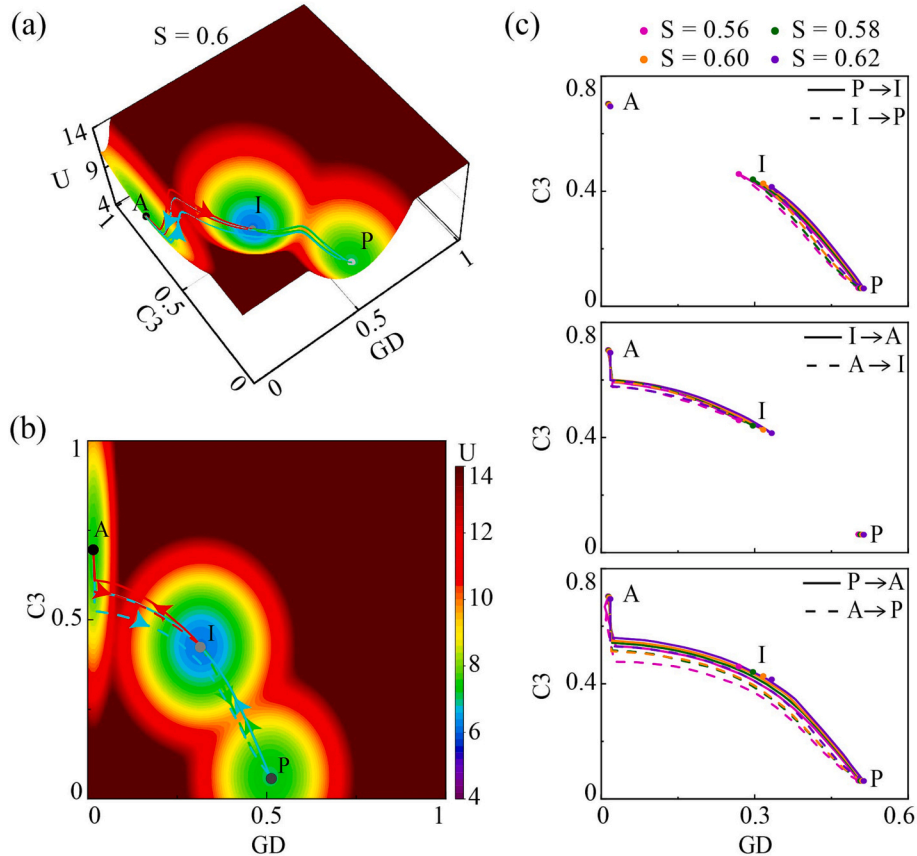 (a)
S = 0.6
14
U 9
4
1
A
I
P
C3
0.5
0
0
0.5
1
GD
(b)
1
C3
0.5
0
A
I
P
0
0.5
1
GD
U
14
12
10
8
6
4
(c)
S = 0.56
S = 0.58
S = 0.60
S = 0.62
0.8
C3
0.4
0
A
I
P
P→I
I→P
0.8
C3
0.4
0
A
I
P
I→A
A→I
0.8
C3
0.4
0
A
I
P
P→A
A→P
0
0.3
0.6
GD